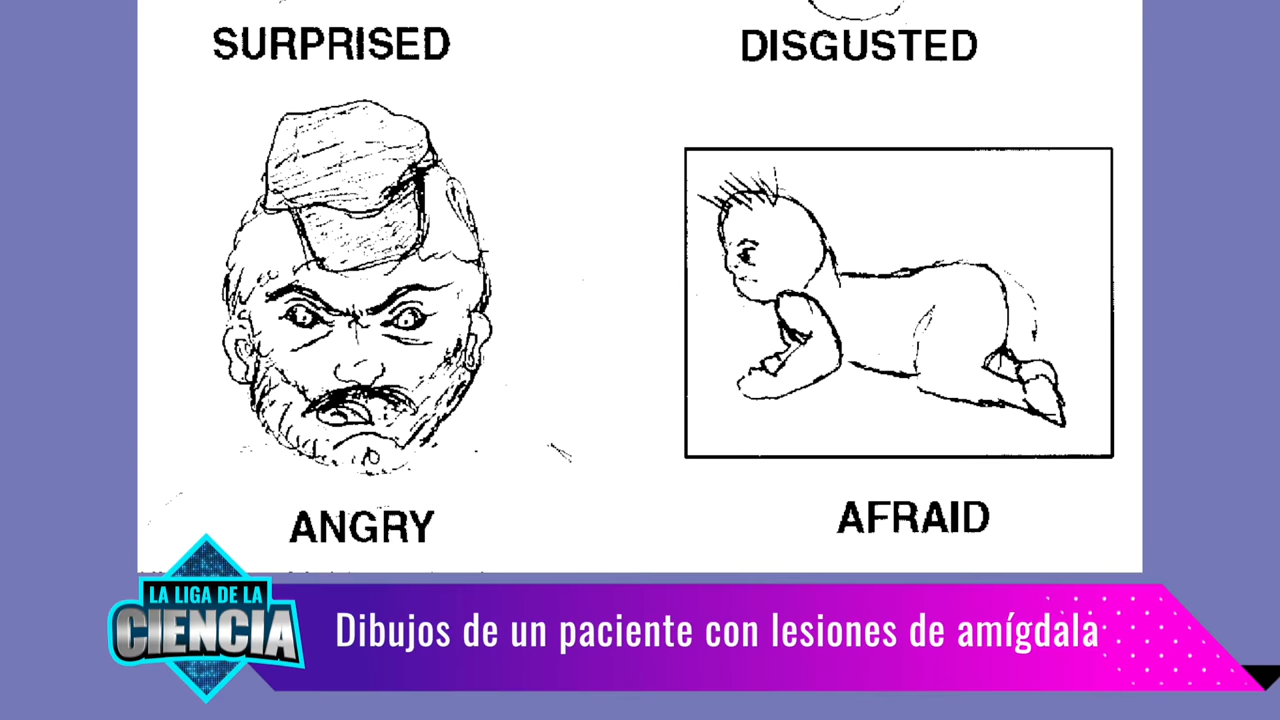 SURPRISED
DISGUSTED
ANGRY
AFRAID
LA LIGA DE LA
CIENCIA
Dibujos de un paciente con lesiones de amígdala